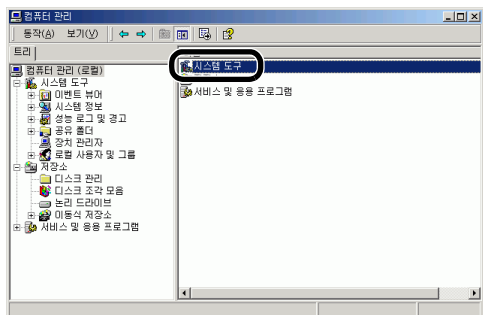 컴퓨터 관리
동작(A) 보기(V)
트리
컴퓨터 관리 (로컬)
시스템 도구
이벤트 뷰어
시스템 정보
성능 로그 및 경고
공유 폴더
장치 관리자
로컬 사용자 및 그룹
저장소
디스크 관리
디스크 조각 모음
논리 드라이브
이동식 저장소
서비스 및 응용 프로그램
시스템 도구
서비스 및 응용 프로그램